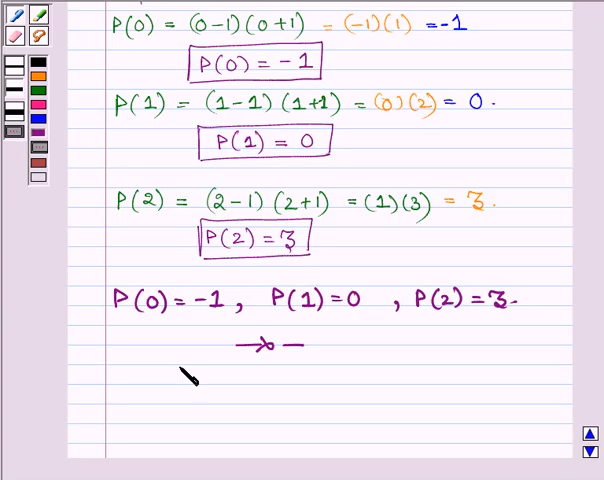 P(0) = (0-1)(0+1) = (-1)(1) = -1
P(0) = -1
P(1) = (1-1)(1+1) = (0)(2) = 0.
P(1) = 0
P(2) = (2-1)(2+1) = (1)(3) = 3.
P(2) = 3
P(0) = -1, P(1) = 0, P(2) = 3.